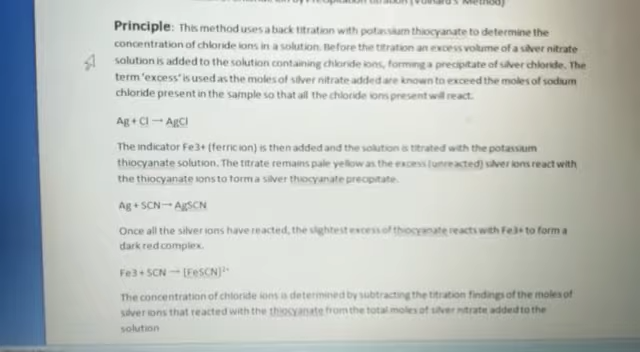 Precipitation titration (Volhard's Method)
Principle: This method uses a back titration with potassium thiocyanate to determine the
concentration of chloride ions in a solution. Before the titration an excess volume of a silver nitrate
solution is added to the solution containing chloride ions, forming a precipitate of silver chloride. The
term 'excess' is used as the moles of silver nitrate added are known to exceed the moles of sodium
chloride present in the sample so that all the chloride ions present will react.
Ag + Cl → AgCl
The indicator Fe3+ (ferric ion) is then added and the solution is titrated with the potassium
thiocyanate solution. The titrate remains pale yellow as the excess (unreacted) silver ions react with
the thiocyanate ions to form a silver thiocyanate precipitate.
Ag + SCN → AgSCN
Once all the silver ions have reacted, the slightest excess of thiocyanate reacts with Fe3+ to form a
dark red complex.
Fe3 + SCN → [FeSCN]²⁺
The concentration of chloride ions is determined by subtracting the titration findings of the moles of
silver ions that reacted with the thiocyanate from the total moles of silver nitrate added to the
solution